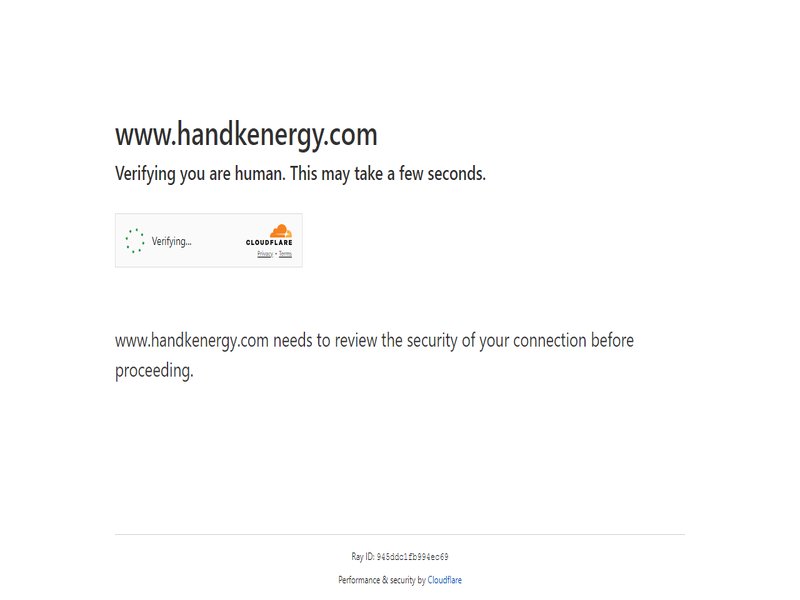 www.handkenergy.com
Verifying you are human. This may take a few seconds.
Verifying...
CLOUDFLARE
Privacy • Terms
www.handkenergy.com needs to review the security of your connection before
proceeding.
Ray ID: 945ddc1fb994ec69
Performance & security by Cloudflare